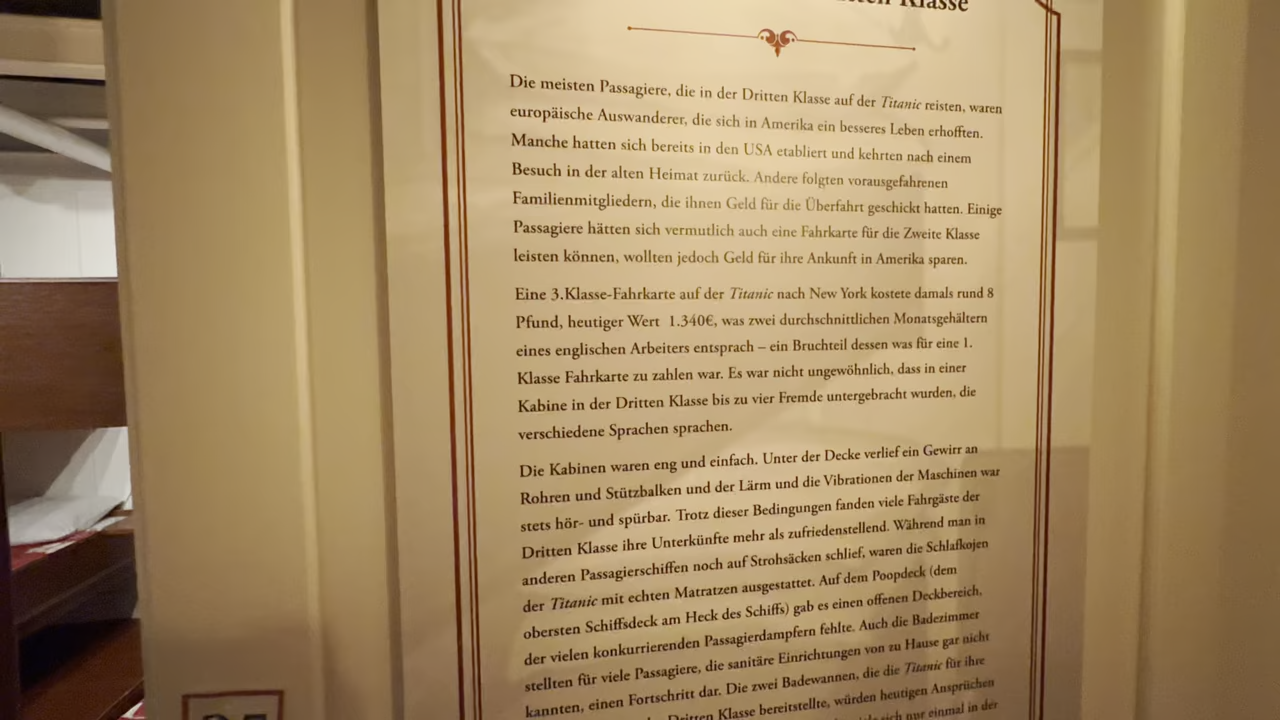 Klasse
Die meisten Passagiere, die in der Dritten Klasse auf der Titanic reisten, waren
europäische Auswanderer, die sich in Amerika ein besseres Leben erhofften.
Manche hatten sich bereits in den USA etabliert und kehrten nach einem
Besuch in der alten Heimat zurück. Andere folgten vorausgefahrenen
Familienmitgliedern, die ihnen Geld für die Überfahrt geschickt hatten. Einige
Passagiere hätten sich vermutlich auch eine Fahrkarte für die Zweite Klasse
leisten können, wollten jedoch Geld für ihre Ankunft in Amerika sparen.
Eine 3.Klasse-Fahrkarte auf der Titanic nach New York kostete damals rund 8
Pfund, heutiger Wert 1.340€, was zwei durchschnittlichen Monatsgehältern
eines englischen Arbeiters entsprach – ein Bruchteil dessen was für eine 1.
Klasse Fahrkarte zu zahlen war. Es war nicht ungewöhnlich, dass in einer
Kabine in der Dritten Klasse bis zu vier Fremde untergebracht wurden, die
verschiedene Sprachen sprachen.
Die Kabinen waren eng und einfach. Unter der Decke verlief ein Gewirr an
Rohren und Stützbalken und der Lärm und die Vibrationen der Maschinen war
stets hör- und spürbar. Trotz dieser Bedingungen fanden viele Fahrgäste der
Dritten Klasse ihre Unterkünfte mehr als zufriedenstellend. Während man in
anderen Passagierschiffen noch auf Strohsäcken schlief, waren die Schlafkojen
der Titanic mit echten Matratzen ausgestattet. Auf dem Poopdeck (dem
obersten Schiffsdeck am Heck des Schiffs) gab es einen offenen Deckbereich,
der vielen konkurrierenden Passagierdampfern fehlte. Auch die Badezimmer
stellten für viele Passagiere, die sanitäre Einrichtungen von zu Hause gar nicht
kannten, einen Fortschritt dar. Die zwei Badewannen, die die Titanic für ihre
Dritten Klasse bereitstellte, würden heutigen Ansprüchen
sich nur einmal in der